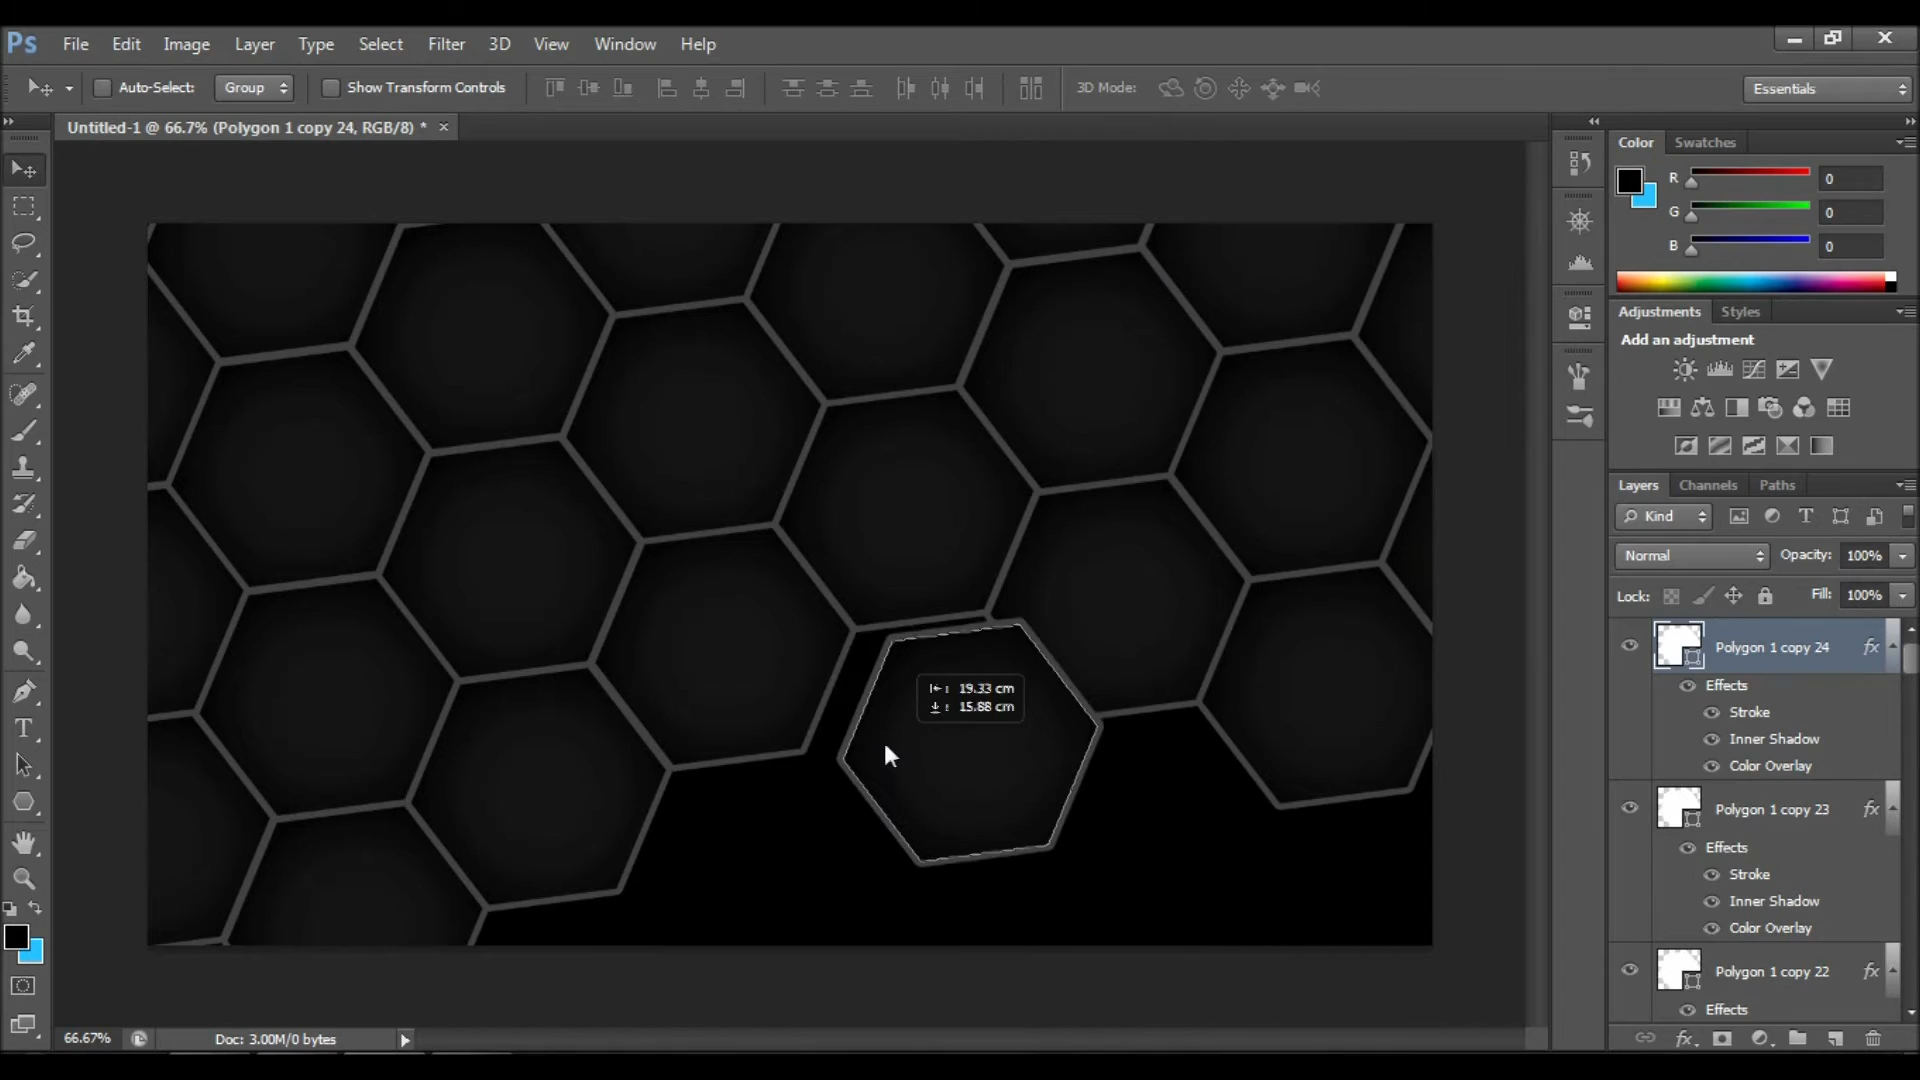 Ps File Edit Image Layer Type Select Filter 3D View Window Help
Auto-Select: Group Show Transform Controls 3D Mode: Essentials
Untitled-1 @ 66.7% (Polygon 1 copy 24, RGB/8) *
Color Swatches
R 0
G 0
B 0
Adjustments Styles
Add an adjustment
Layers Channels Paths
Kind
Normal Opacity: 100%
Lock: Fill: 100%
Polygon 1 copy 24 fx
Effects
Stroke
Inner Shadow
Color Overlay
Polygon 1 copy 23 fx
Effects
Stroke
Inner Shadow
Color Overlay
Polygon 1 copy 22 fx
Effects
19.33 cm
15.88 cm
66.67% Doc: 3.00M/0 bytes